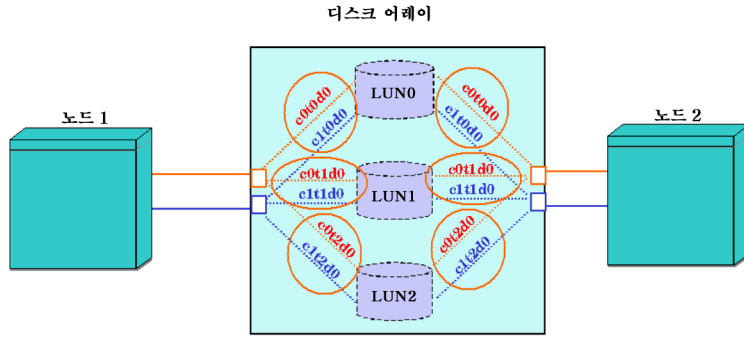 디스크 어레이
노드 1
노드 2
c0t0d0
c1t0d0
LUN0
c0t0d0
c1t0d0
c0t1d0
c1t1d0
LUN1
c0t1d0
c1t1d0
c0t2d0
c1t2d0
LUN2
c0t2d0
c1t2d0